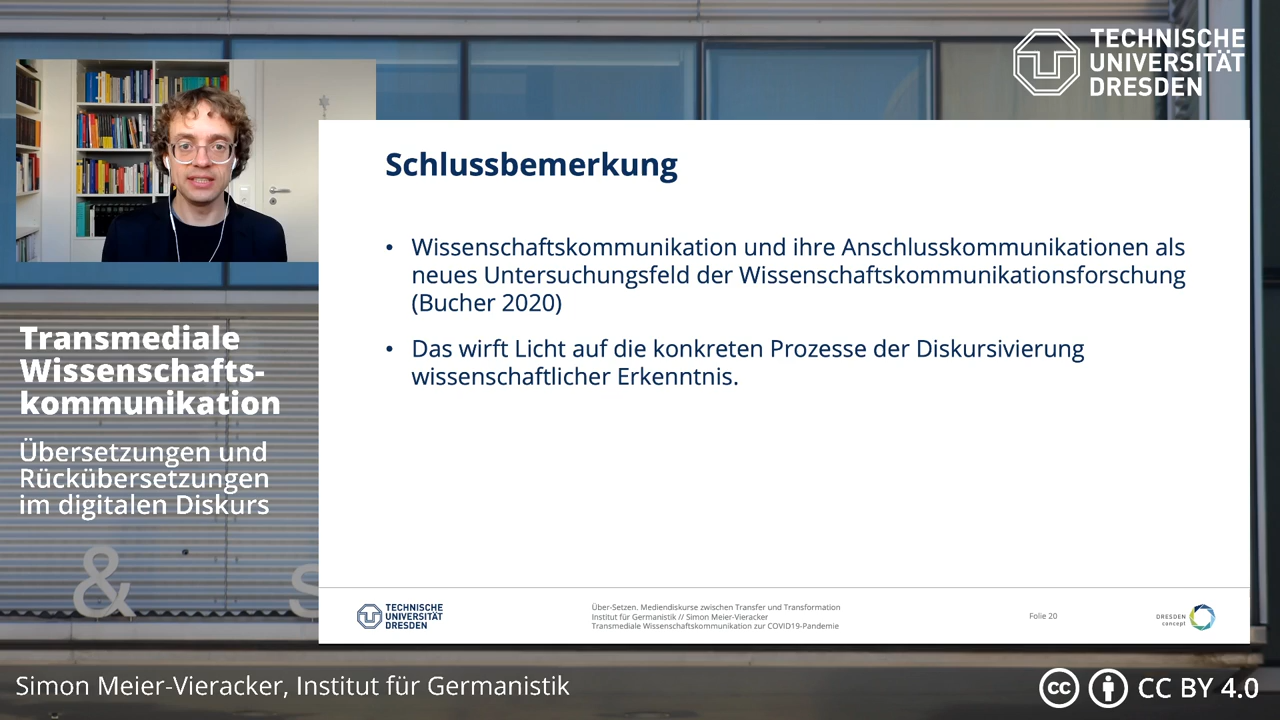 TECHNISCHE
UNIVERSITÄT
DRESDEN
Schlussbemerkung
• Wissenschaftskommunikation und ihre Anschlusskommunikationen als
neues Untersuchungsfeld der Wissenschaftskommunikationsforschung
(Bucher 2020)
• Das wirft Licht auf die konkreten Prozesse der Diskursivierung
wissenschaftlicher Erkenntnis.
Transmediale
Wissenschafts-
kommunikation
Übersetzungen und
Rückübersetzungen
im digitalen Diskurs
& s
TECHNISCHE
UNIVERSITÄT
DRESDEN
Über-Setzen. Mediendiskurse zwischen Transfer und Transformation
Institut für Germanistik // Simon Meier-Vieracker
Transmediale Wissenschaftskommunikation zur COVID19-Pandemie
Folie 20
DRESDEN
concept
Simon Meier-Vieracker, Institut für Germanistik
cc CC BY 4.0